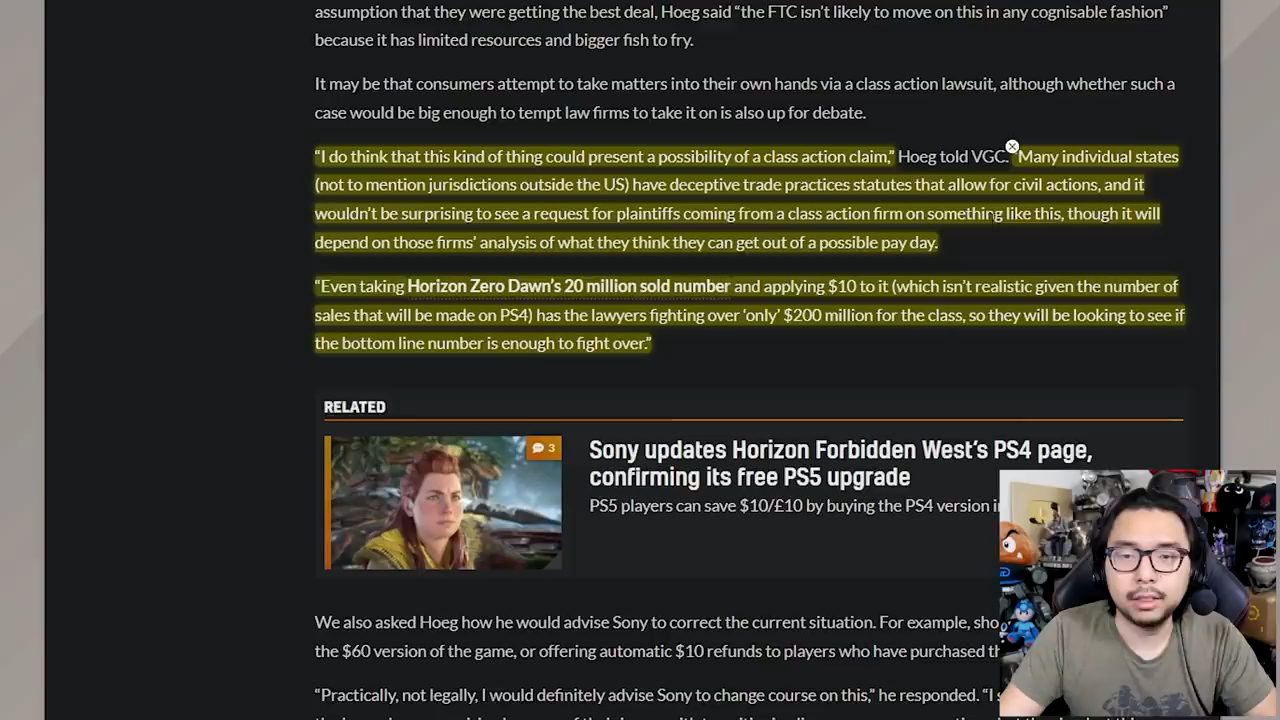 assumption that they were getting the best deal, Hoeg said “the FTC isn’t likely to move on this in any cognisable fashion”
because it has limited resources and bigger fish to fry.
It may be that consumers attempt to take matters into their own hands via a class action lawsuit, although whether such a
case would be big enough to tempt law firms to take it on is also up for debate.
“I do think that this kind of thing could present a possibility of a class action claim,” Hoeg told VGC. “Many individual states
(not to mention jurisdictions outside the US) have deceptive trade practices statutes that allow for civil actions, and it
wouldn’t be surprising to see a request for plaintiffs coming from a class action firm on something like this, though it will
depend on those firms’ analysis of what they think they can get out of a possible pay day.
“Even taking Horizon Zero Dawn’s 20 million sold number and applying $10 to it (which isn’t realistic given the number of
sales that will be made on PS4) has the lawyers fighting over ‘only’ $200 million for the class, so they will be looking to see if
the bottom line number is enough to fight over.”
RELATED
3
Sony updates Horizon Forbidden West’s PS4 page,
confirming its free PS5 upgrade
PS5 players can save $10/£10 by buying the PS4 version
We also asked Hoeg how he would advise Sony to correct the current situation. For example,
the $60 version of the game, or offering automatic $10 refunds to players who have purchased
“Practically, not legally, I would definitely advise Sony to change course on this,” he responded.